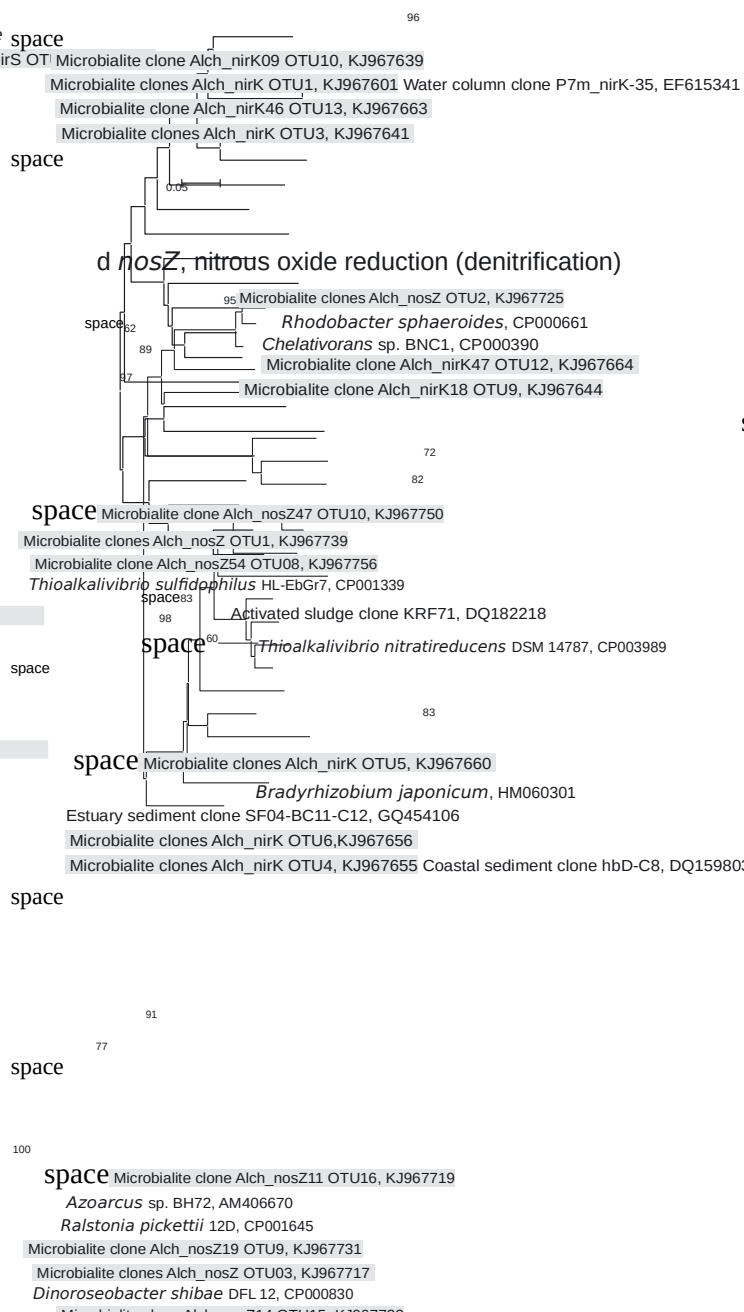 96
space
irS OTU
Microbialite clone Alch_nirK09 OTU10, KJ967639
Microbialite clones Alch_nirK OTU1, KJ967601 Water column clone P7m_nirK-35, EF615341
Microbialite clone Alch_nirK46 OTU13, KJ967663
Microbialite clones Alch_nirK OTU3, KJ967641
space
0.05
d nosZ, nitrous oxide reduction (denitrification)
95 Microbialite clones Alch_nosZ OTU2, KJ967725
space62 Rhodobacter sphaeroides, CP000661
89 Chelativorans sp. BNC1, CP000390
Microbialite clone Alch_nirK47 OTU12, KJ967664
97
Microbialite clone Alch_nirK18 OTU9, KJ967644
72
82
space Microbialite clone Alch_nosZ47 OTU10, KJ967750
Microbialite clones Alch_nosZ OTU1, KJ967739
Microbialite clone Alch_nosZ54 OTU08, KJ967756
Thioalkalivibrio sulfidophilus HL-EbGr7, CP001339
space83
98 Activated sludge clone KRF71, DQ182218
space60 Thioalkalivibrio nitratireducens DSM 14787, CP003989
space
83
space Microbialite clones Alch_nirK OTU5, KJ967660
Bradyrhizobium japonicum, HM060301
Estuary sediment clone SF04-BC11-C12, GQ454106
Microbialite clones Alch_nirK OTU6,KJ967656
Microbialite clones Alch_nirK OTU4, KJ967655 Coastal sediment clone hbD-C8, DQ159803
space
91
77
space
100
space Microbialite clone Alch_nosZ11 OTU16, KJ967719
Azoarcus sp. BH72, AM406670
Ralstonia pickettii 12D, CP001645
Microbialite clone Alch_nosZ19 OTU9, KJ967731
Microbialite clones Alch_nosZ OTU03, KJ967717
Dinoroseobacter shibae DFL 12, CP000830